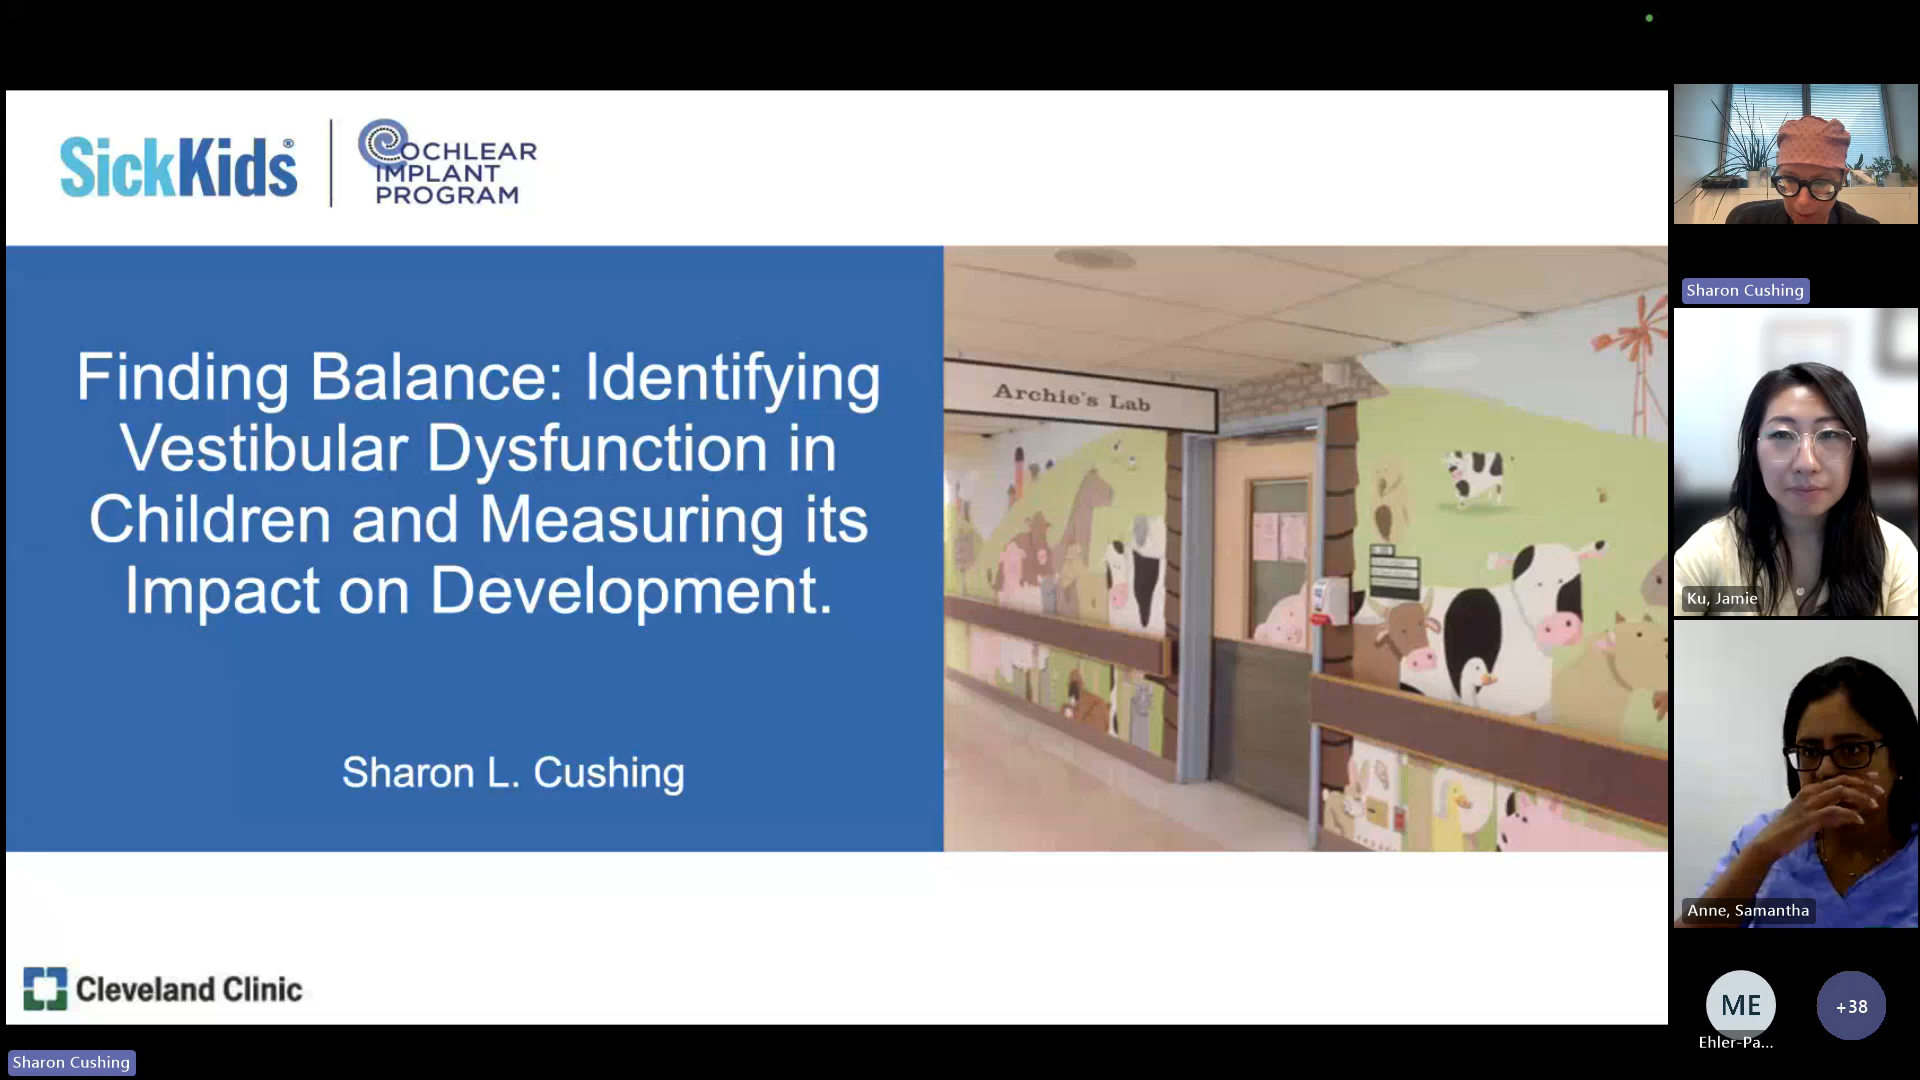 SickKids®
COCHLEAR
IMPLANT
PROGRAM
Finding Balance: Identifying
Vestibular Dysfunction in
Children and Measuring its
Impact on Development.
Sharon L. Cushing
Archie's Lab
Cleveland Clinic
Sharon Cushing
Sharon Cushing
Ku, Jamie
Anne, Samantha
ME
Ehler-Pa...
+38